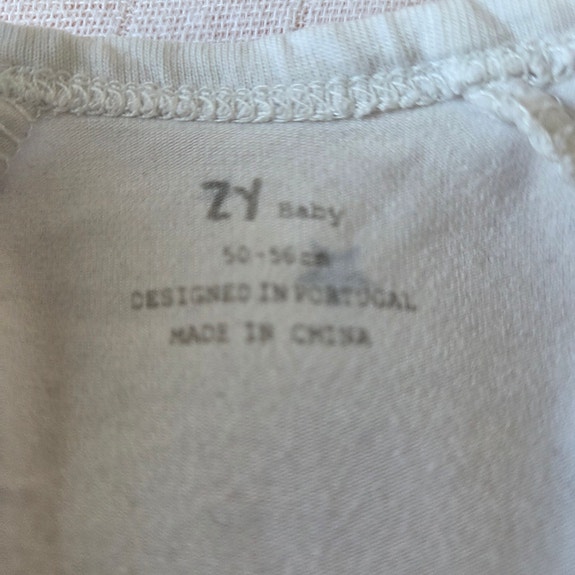 ZY Baby
50-56cm
DESIGNED IN PORTUGAL
MADE IN CHINA